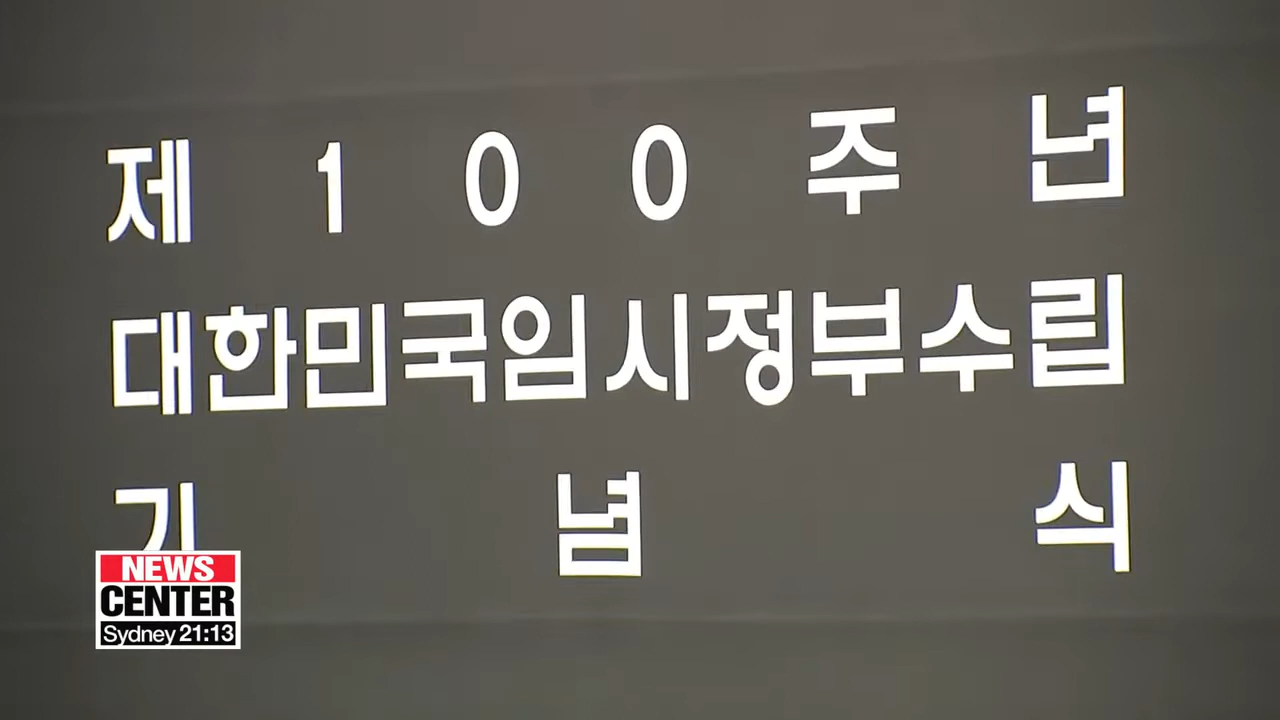 제 1 0 0 주 년
대한민국임시정부수립
기 념 식
NEWS
CENTER
Sydney 21:13